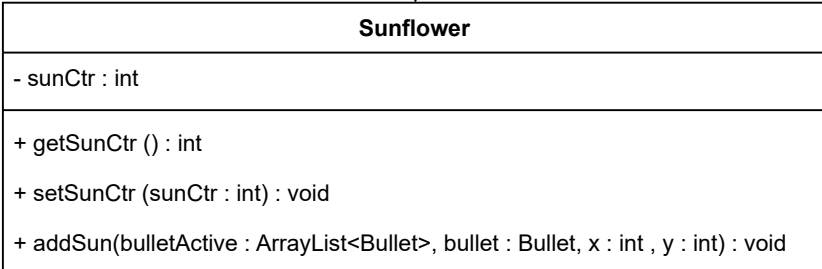 Sunflower
- sunCtr : int
+ getSunCtr () : int
+ setSunCtr (sunCtr : int) : void
+ addSun(bulletActive : ArrayList<Bullet>, bullet : Bullet, x : int , y : int) : void